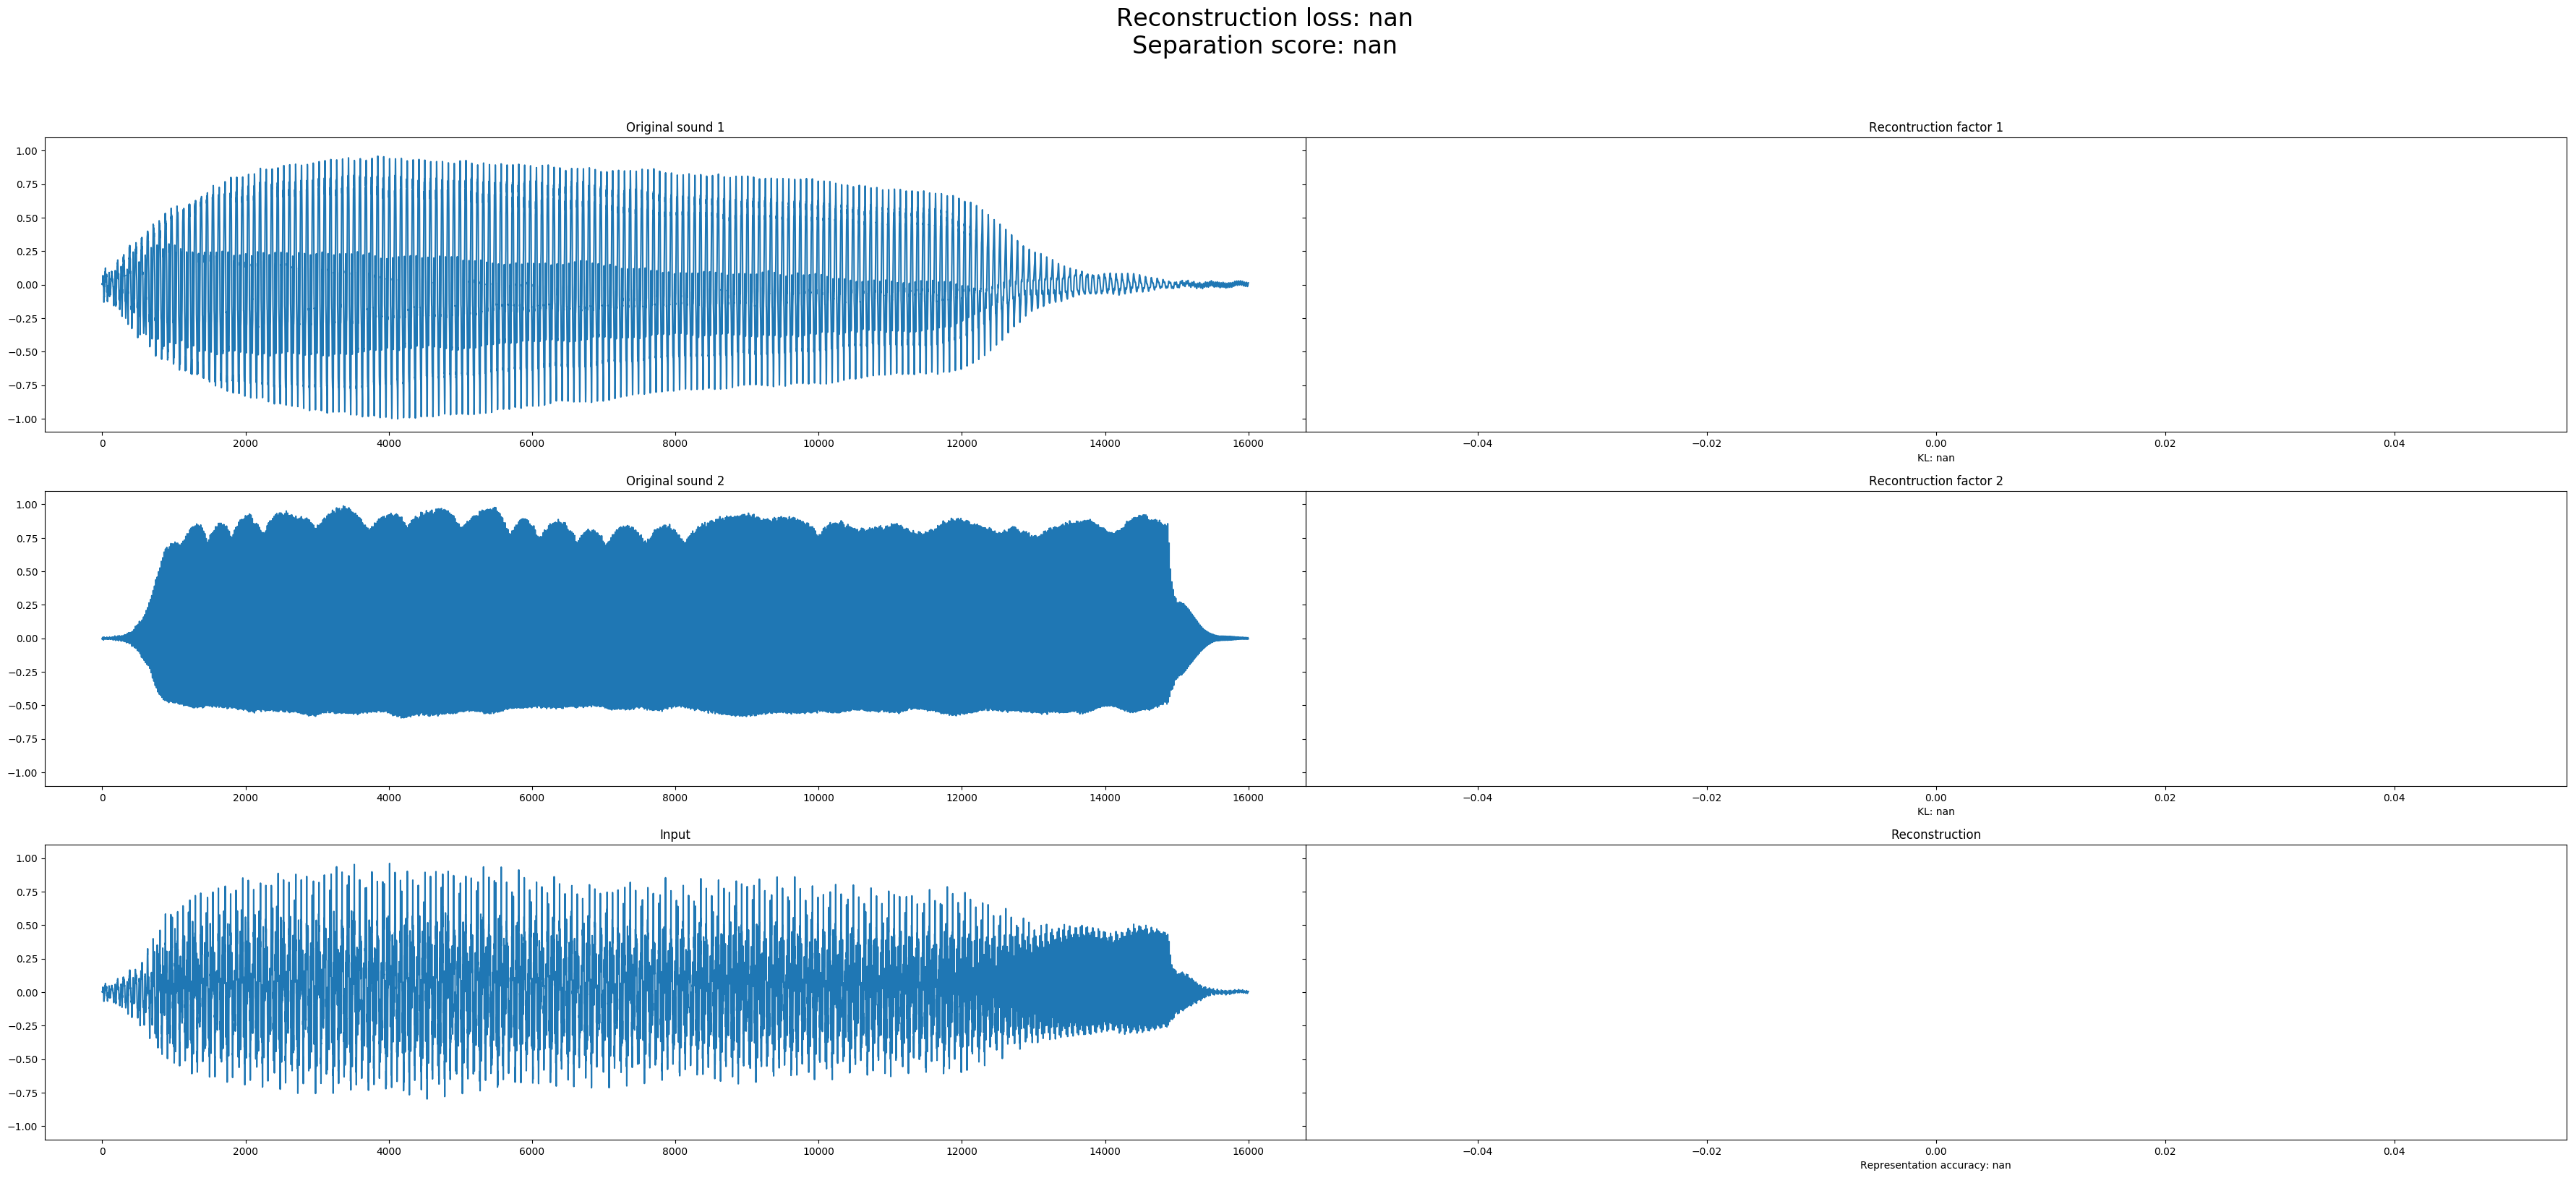 Reconstruction loss: nan
Separation score: nan
Original sound 1
Recontruction factor 1
1.00
0.75
0.50
0.25
0.00
−0.25
−0.50
−0.75
−1.00
0 2000 4000 6000 8000 10000 12000 14000 16000
−0.04 −0.02 0.00 0.02 0.04
KL: nan
Original sound 2
Recontruction factor 2
1.00
0.75
0.50
0.25
0.00
−0.25
−0.50
−0.75
−1.00
0 2000 4000 6000 8000 10000 12000 14000 16000
−0.04 −0.02 0.00 0.02 0.04
KL: nan
Input
Reconstruction
1.00
0.75
0.50
0.25
0.00
−0.25
−0.50
−0.75
−1.00
0 2000 4000 6000 8000 10000 12000 14000 16000
−0.04 −0.02 0.00 0.02 0.04
Representation accuracy: nan